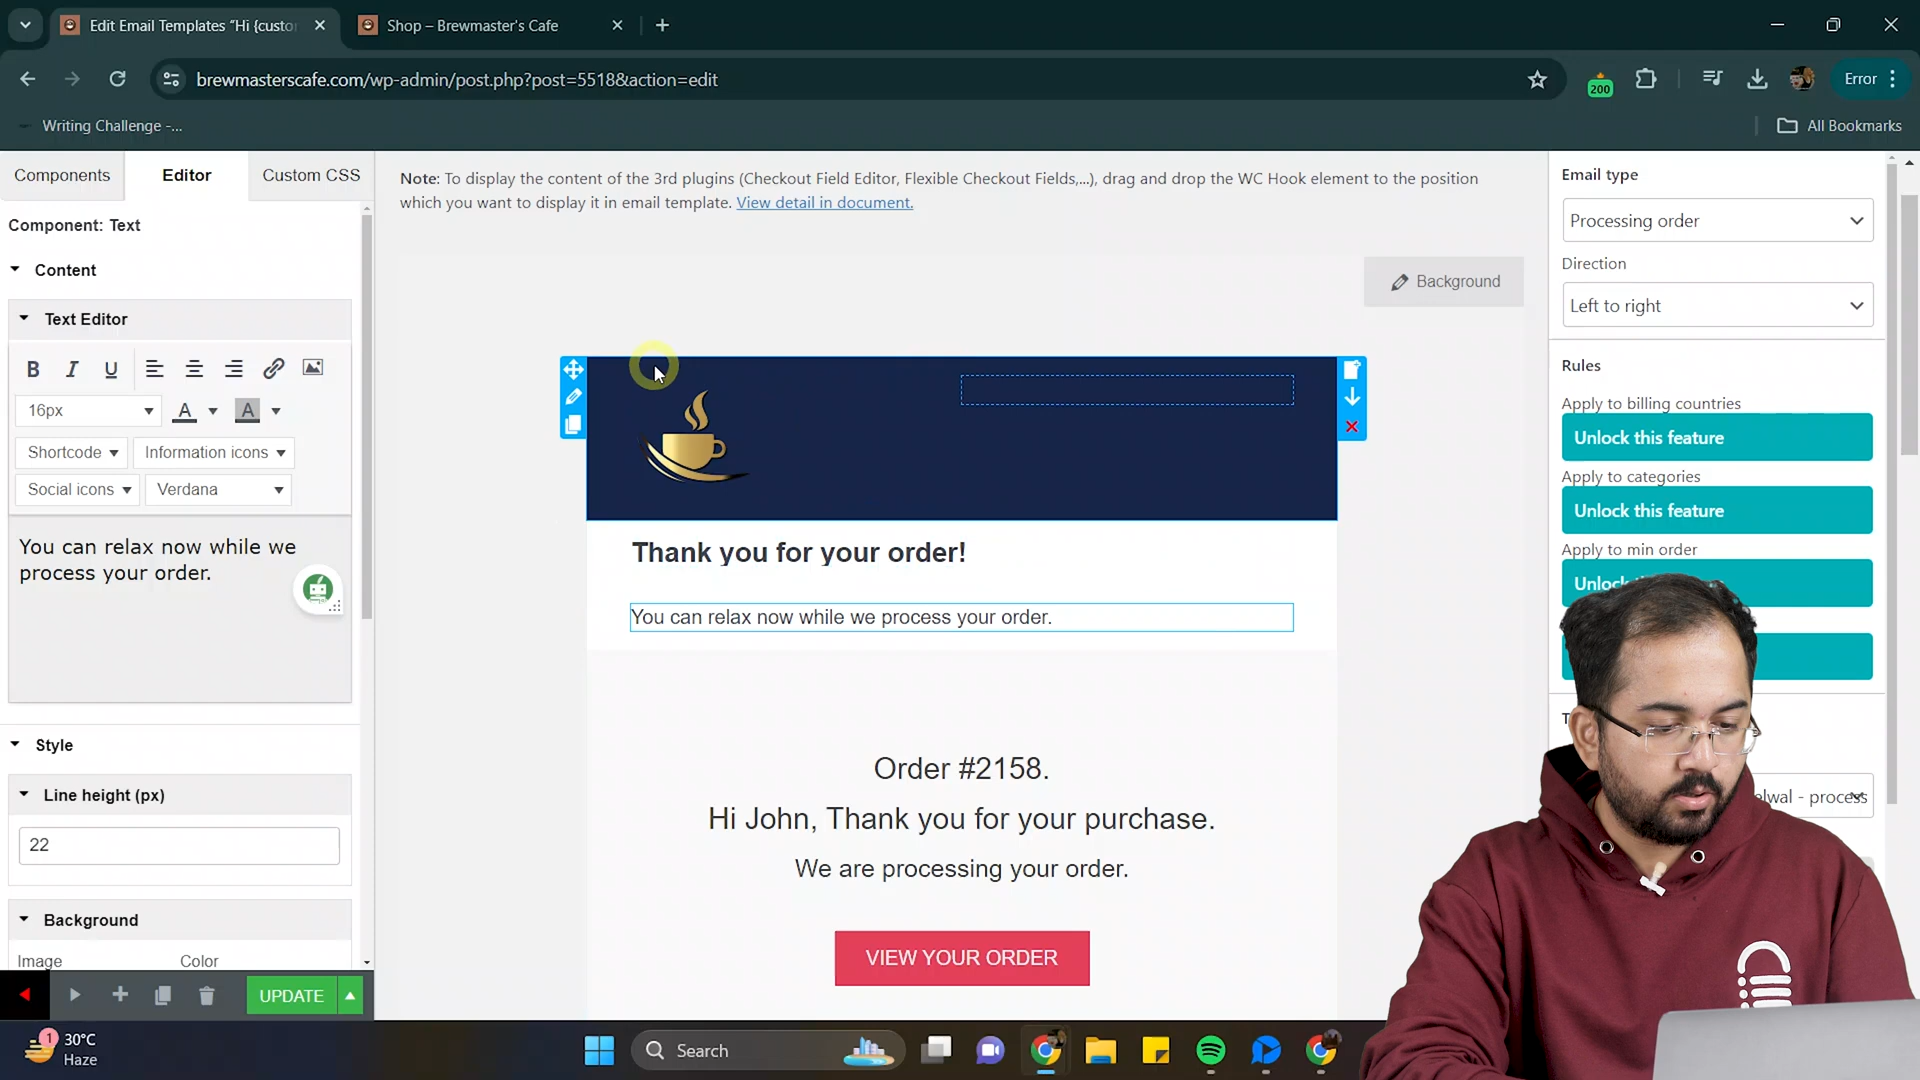 Edit Email Templates "Hi {custo
Shop – Brewmaster's Cafe
brewmasterscafe.com/wp-admin/post.php?post=5518&action=edit
200
Error
Writing Challenge -...
All Bookmarks
Components
Editor
Custom CSS
Component: Text
Content
Text Editor
B I U
16px
A A
Shortcode
Information icons
Social icons
Verdana
You can relax now while we
process your order.
Style
Line height (px)
22
Background
Image
Color
UPDATE
Note: To display the content of the 3rd plugins (Checkout Field Editor, Flexible Checkout Fields,...), drag and drop the WC Hook element to the position
which you want to display it in email template. View detail in document.
Background
Thank you for your order!
You can relax now while we process your order.
Order #2158.
Hi John, Thank you for your purchase.
We are processing your order.
VIEW YOUR ORDER
Email type
Processing order
Direction
Left to right
Rules
Apply to billing countries
Unlock this feature
Apply to categories
Unlock this feature
Apply to min order
elwal - process
1
30°C
Haze
Search